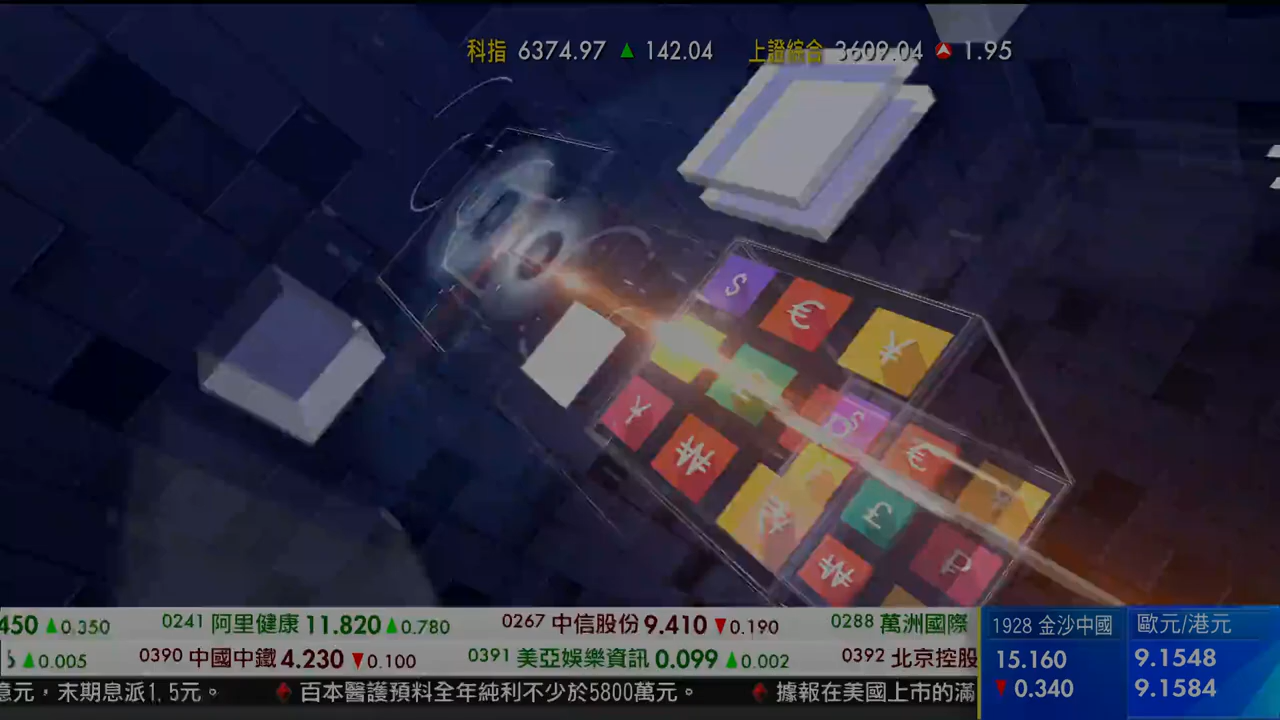 科指 6374.97 ▲ 142.04 上證綜合 3609.04 1.95
$ € ¥
€
1928 金沙中國 歐元/港元
450 ▲0.350 0241 阿里健康 11.820 ▲0.780 0267 中信股份 9.410 ▼0.190 0288 萬洲國際
15.160 9.1548
▲0.005 0390 中國中鐵 4.230 ▼0.100 0391 美亞娛樂資訊 0.099 ▲0.002 0392 北京控股
▼0.340 9.1584
意元，末期息派1.5元。 百本醫護預料全年純利不少於5800萬元。 據報在美國上市的滿